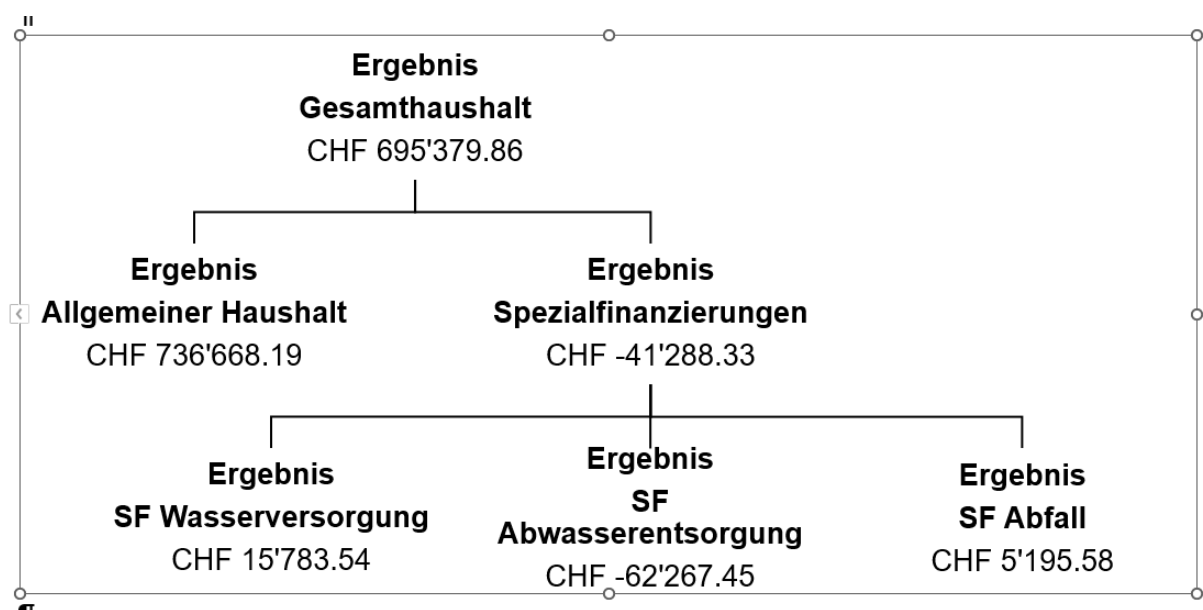 Ergebnis
Gesamthaushalt
CHF 695'379.86
Ergebnis
Allgemeiner Haushalt
CHF 736'668.19
Ergebnis
Spezialfinanzierungen
CHF -41'288.33
Ergebnis
SF Wasserversorgung
CHF 15'783.54
Ergebnis
SF
Abwasserentsorgung
CHF -62'267.45
Ergebnis
SF Abfall
CHF 5'195.58